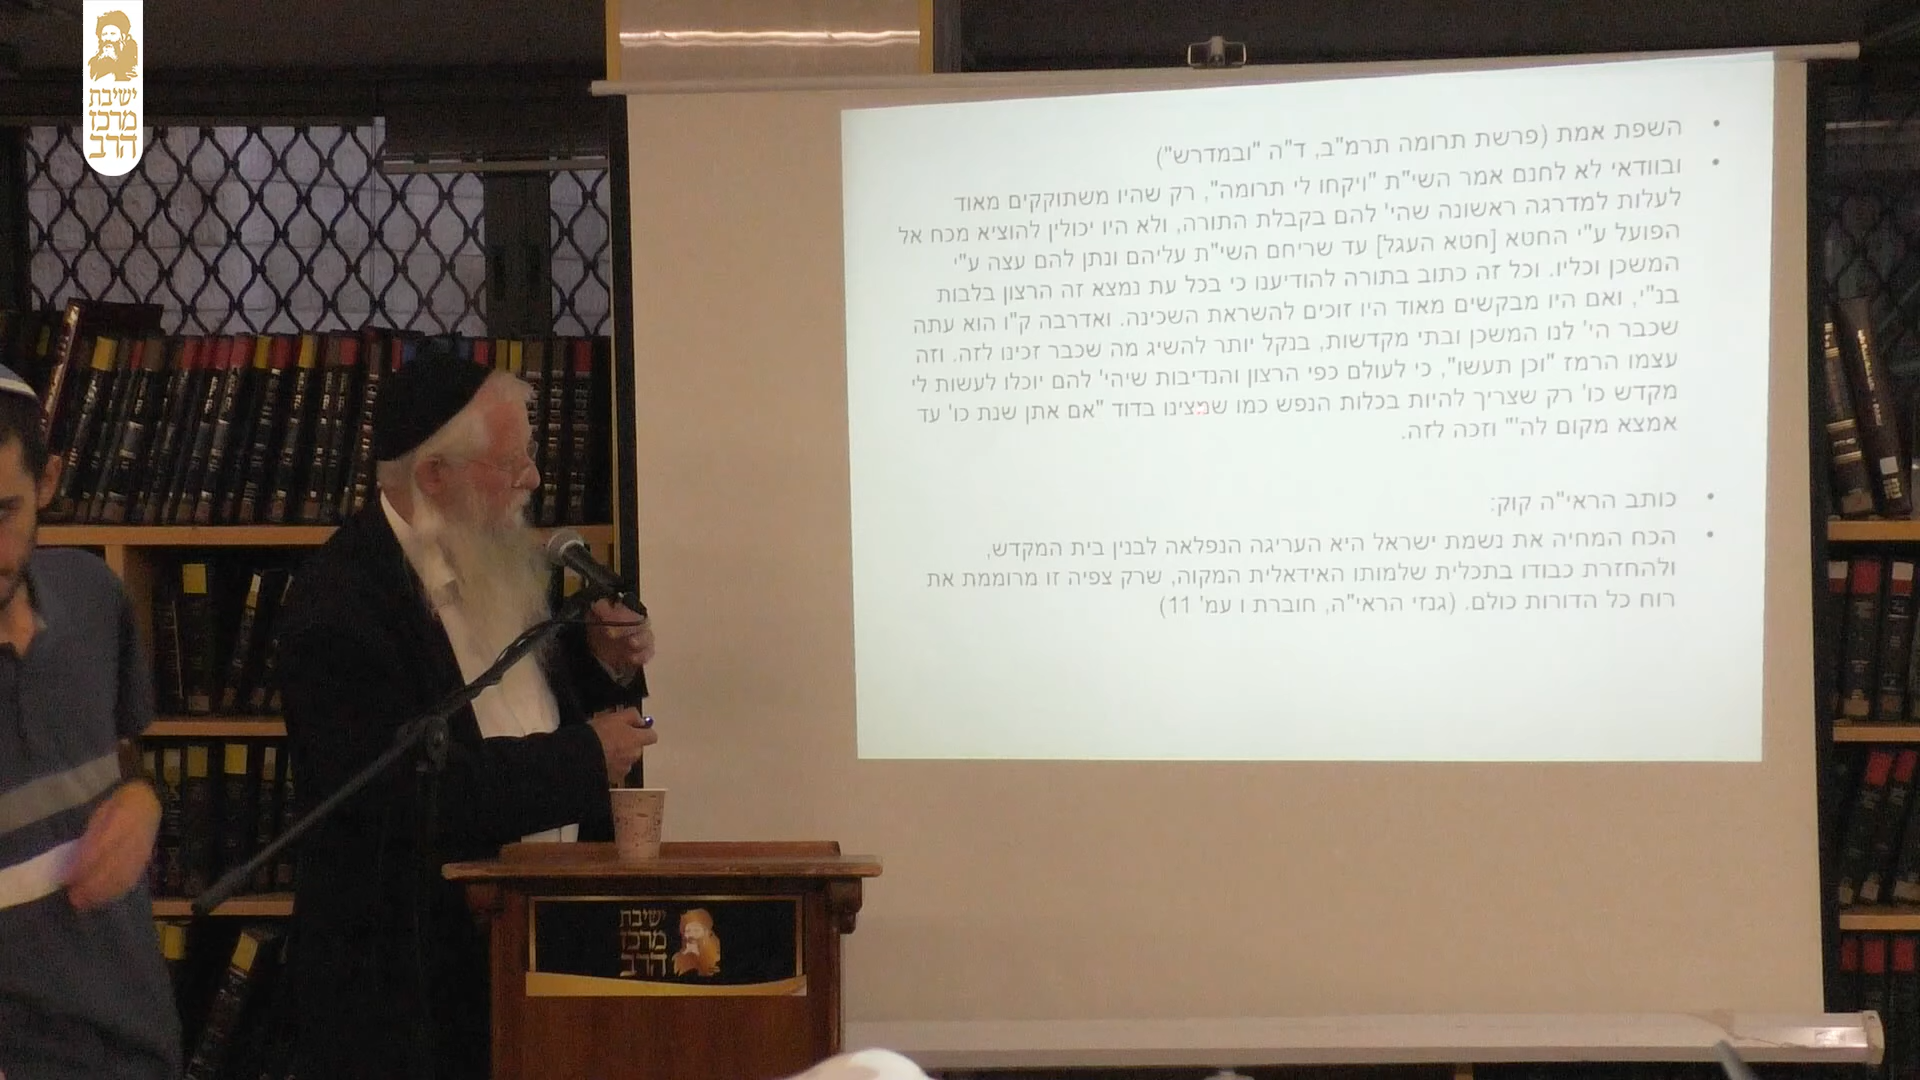 ישיבת
מרכז
הרב
השפת אמת (פרשת תרומה תרמ"ב, ד"ה "ובמדרש")
ובוודאי לא לחנם אמר השי"ת "ויקחו לי תרומה", רק שהיו משתוקקים מאוד
לעלות למדרגה ראשונה שהי' להם בקבלת התורה, ולא היו יכולין להוציא מכח אל
הפועל ע"י החטא [חטא העגל] עד שריחם השי"ת עליהם ונתן להם עצה ע"י
המשכן וכליו. וכל זה כתוב בתורה להודיענו כי בכל עת נמצא זה הרצון בלבות
בנ"י, ואם היו מבקשים מאוד היו זוכים להשראת השכינה. ואדרבה ק"ו הוא עתה
שכבר הי' לנו המשכן ובתי מקדשות, בנקל יותר להשיג מה שכבר זכינו לזה. וזה
עצמו הרמז "וכן תעשו", כי לעולם כפי הרצון והנדיבות שיהי' להם יוכלו לעשות לי
מקדש כו' רק שצריך להיות בכלות הנפש כמו שמצינו בדוד "אם אתן שנת כו' עד
אמצא מקום לה'" וזכה לזה.
כותב הראי"ה קוק:
הכח המחיה את נשמת ישראל היא העריגה הנפלאה לבנין בית המקדש,
ולהחזרת כבודו בתכלית שלמותו האידאלית המקוה, שרק צפיה זו מרוממת את
רוח כל הדורות כולם. (גנזי הראי"ה, חוברת ו עמ' 11)
ישיבת
מרכז
הרב